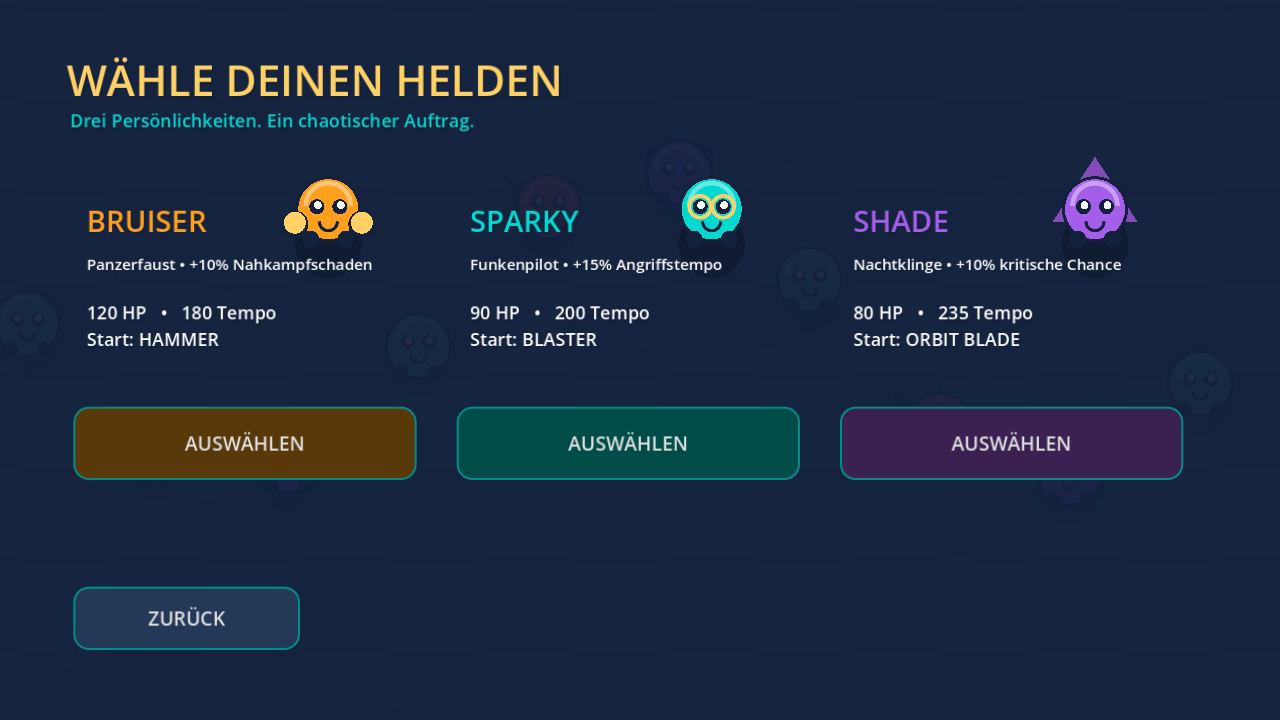 WÄHLE DEINEN HELDEN
Drei Persönlichkeiten. Ein chaotischer Auftrag.
BRUISER
Panzerfaust • +10% Nahkampfschaden
120 HP • 180 Tempo
Start: HAMMER
AUSWÄHLEN
SPARKY
Funkenpilot • +15% Angriffstempo
90 HP • 200 Tempo
Start: BLASTER
AUSWÄHLEN
SHADE
Nachtklinge • +10% kritische Chance
80 HP • 235 Tempo
Start: ORBIT BLADE
AUSWÄHLEN
ZURÜCK